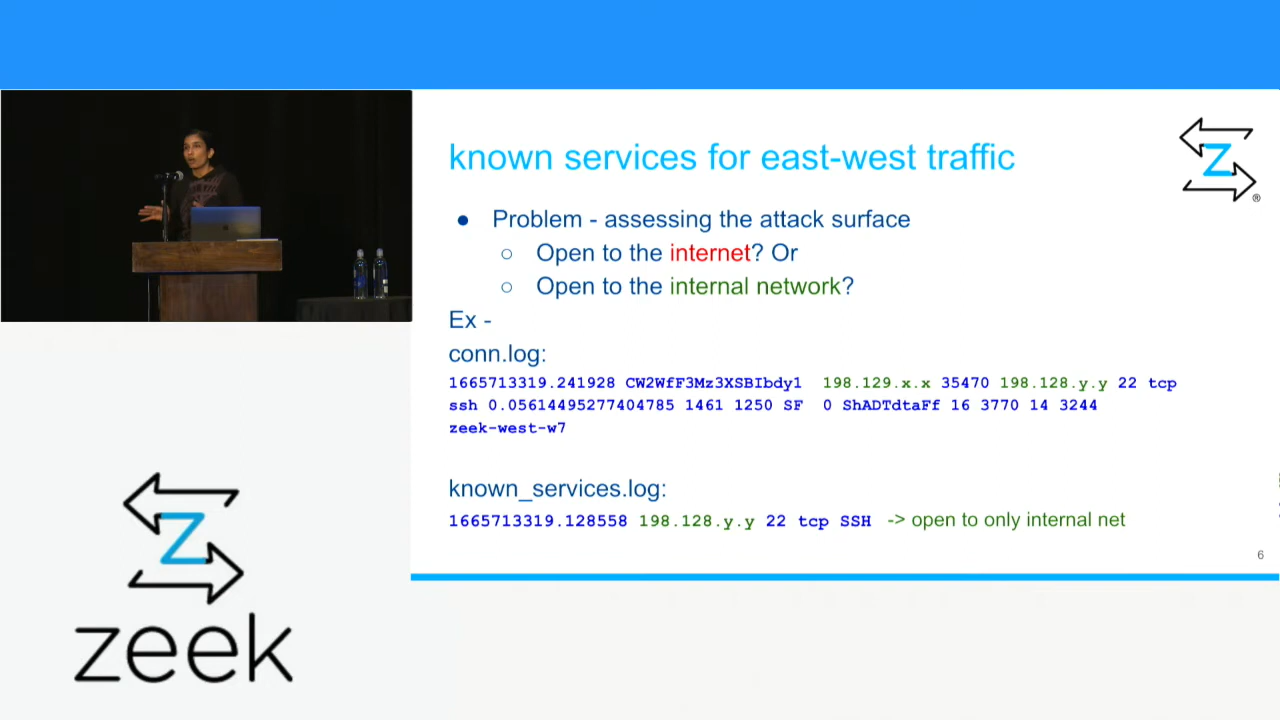 known services for east-west traffic
Z ®
● Problem - assessing the attack surface
○ Open to the internet? Or
○ Open to the internal network?
Ex -
conn.log:
1665713319.241928 CW2WfF3Mz3XSBIbdy1 198.129.x.x 35470 198.128.y.y 22 tcp
ssh 0.05614495277404785 1461 1250 SF 0 ShADTdtaFf 16 3770 14 3244
zeek-west-w7
known_services.log:
1665713319.128558 198.128.y.y 22 tcp SSH -> open to only internal net
6
Z
zeek